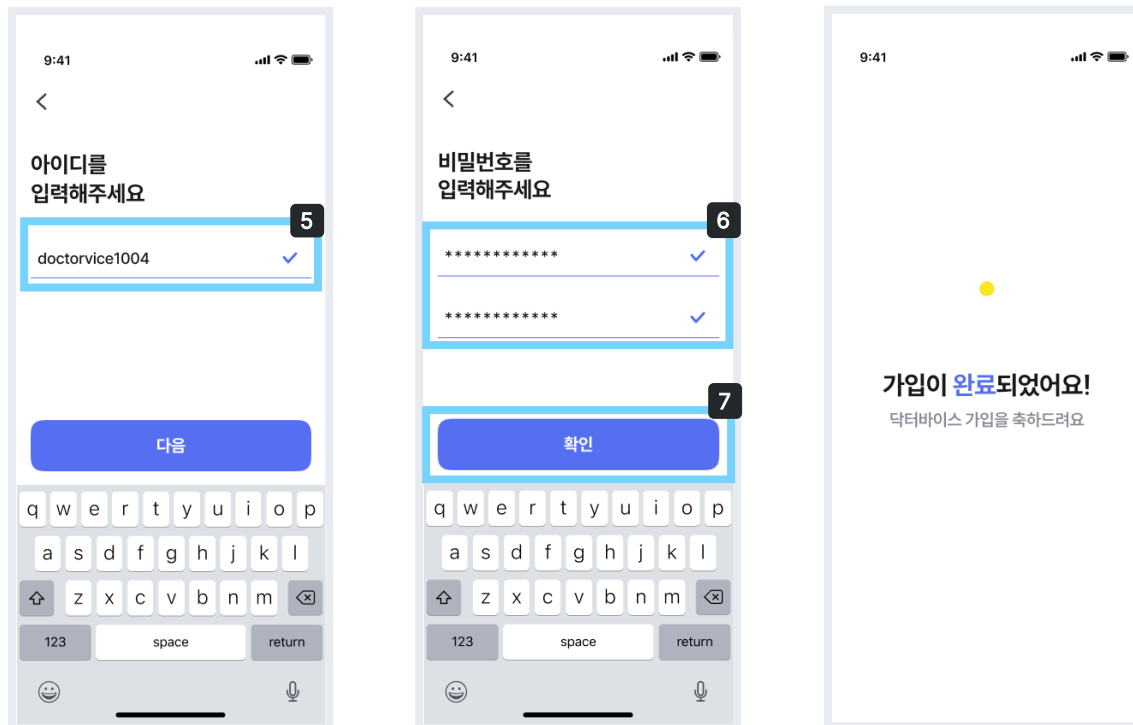 9:41
아이디를
입력해주세요
5
doctorvice1004
다음
q w e r t y u i o p
a s d f g h j k l
z x c v b n m
123 space return
9:41
비밀번호를
입력해주세요
6
************
************
7
확인
q w e r t y u i o p
a s d f g h j k l
z x c v b n m
123 space return
9:41
가입이 완료되었어요!
닥터바이스 가입을 축하드려요